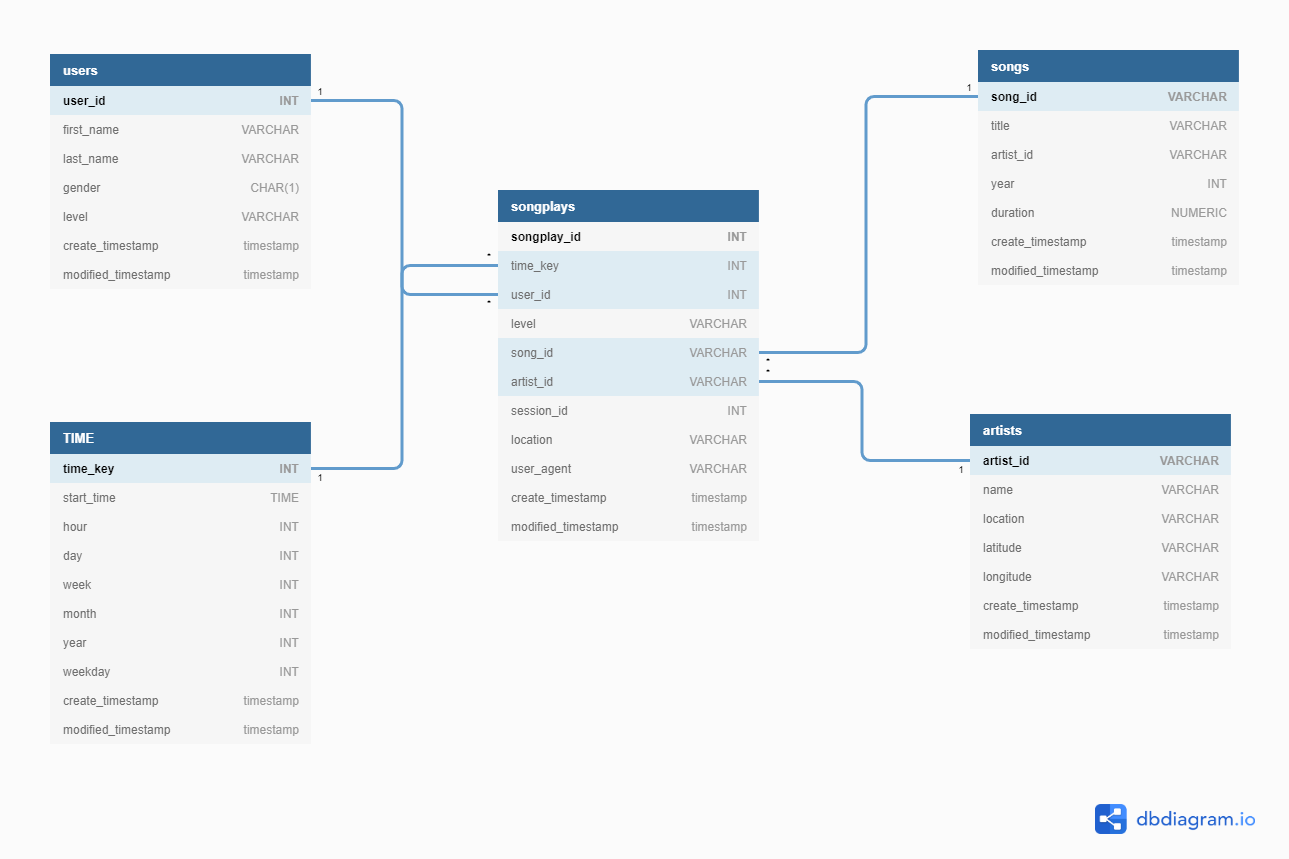 users
user_id INT
first_name VARCHAR
last_name VARCHAR
gender CHAR(1)
level VARCHAR
create_timestamp timestamp
modified_timestamp timestamp
1
TIME
time_key INT
start_time TIME
hour INT
day INT
week INT
month INT
year INT
weekday INT
create_timestamp timestamp
modified_timestamp timestamp
1
songplays
songplay_id INT
*
time_key INT
user_id INT
*
level VARCHAR
song_id VARCHAR
*
artist_id VARCHAR
*
session_id INT
location VARCHAR
user_agent VARCHAR
create_timestamp timestamp
modified_timestamp timestamp
songs
1
song_id VARCHAR
title VARCHAR
artist_id VARCHAR
year INT
duration NUMERIC
create_timestamp timestamp
modified_timestamp timestamp
artists
artist_id VARCHAR
1
name VARCHAR
location VARCHAR
latitude VARCHAR
longitude VARCHAR
create_timestamp timestamp
modified_timestamp timestamp
dbdiagram.io